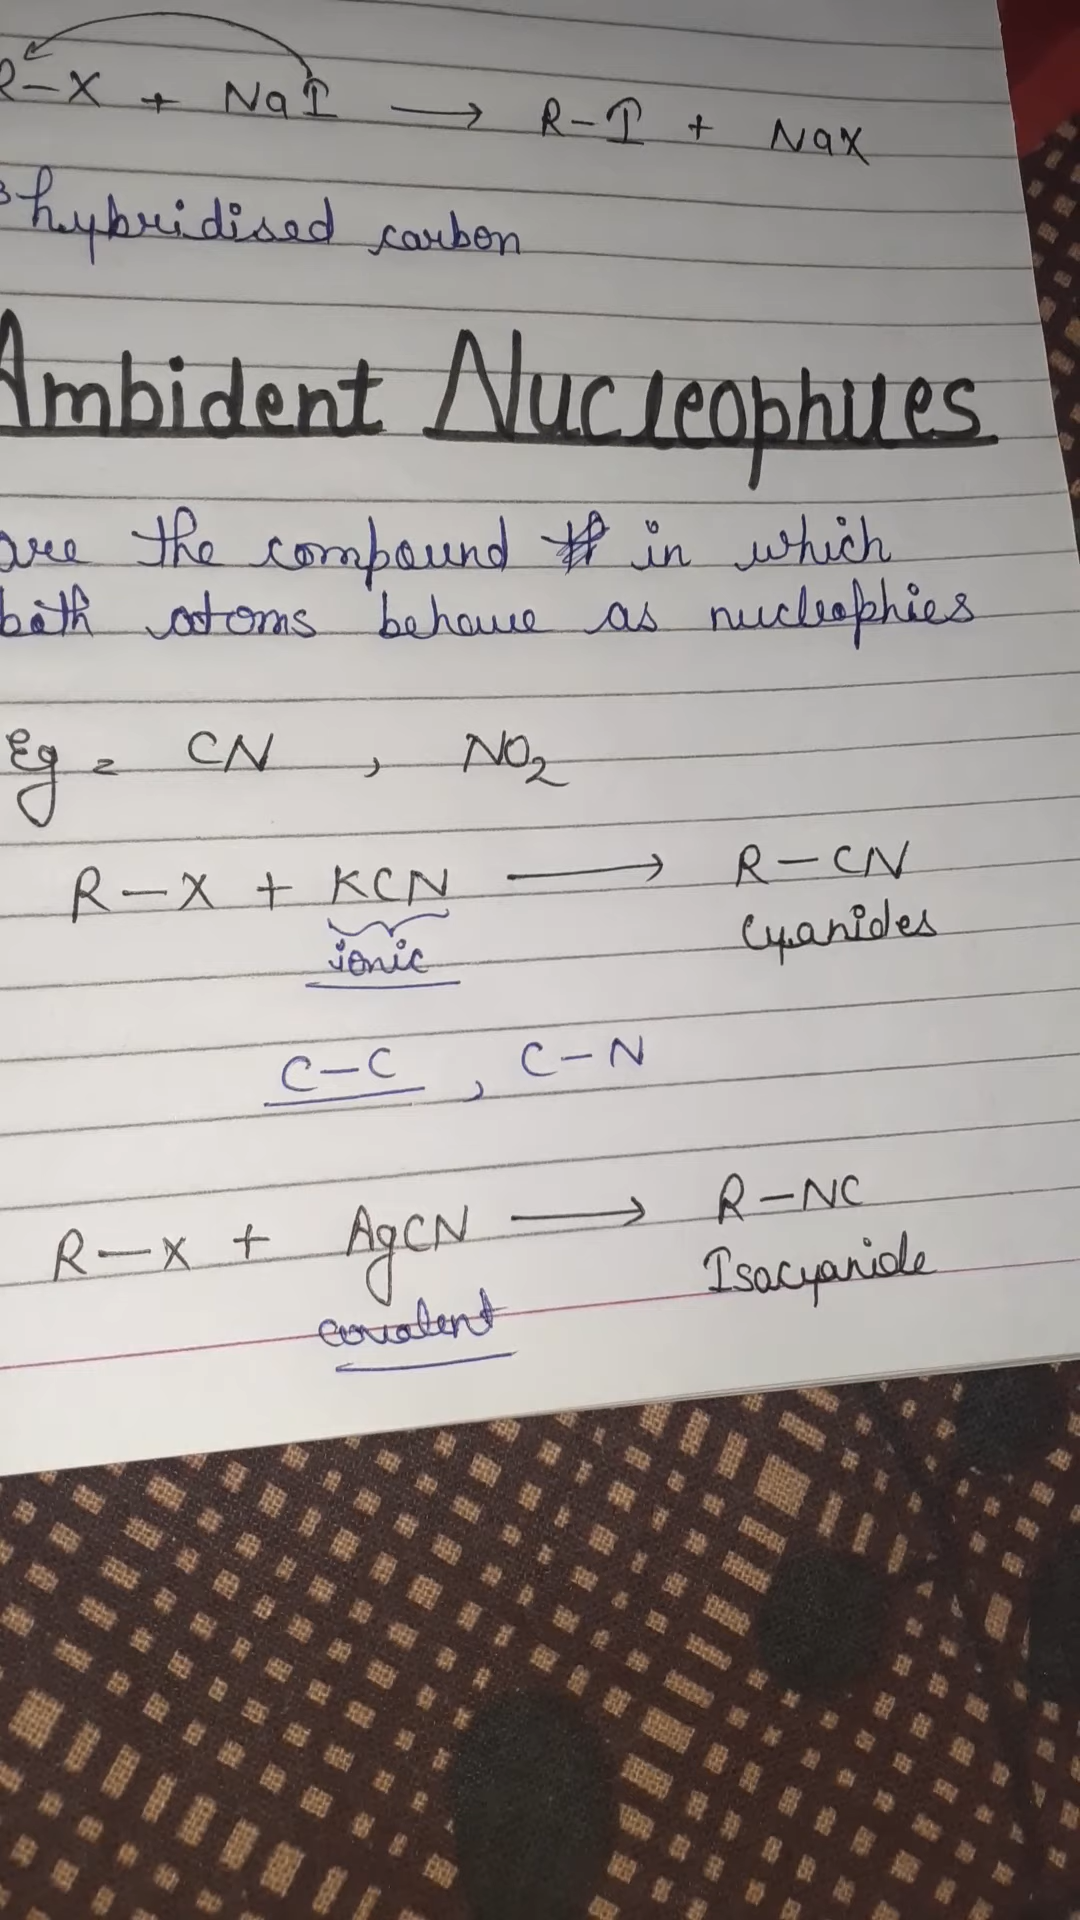 R-X + NaI → R-I + NaX
3 hybridised carbon
Ambident Nucleophiles
are the compound in which
both atoms behave as nucleophies
Eg = CN , NO₂
R-X + KCN → R-CN
ionic Cyanides
C-C , C-N
R-X + AgCN → R-NC
covalent Isocyanide